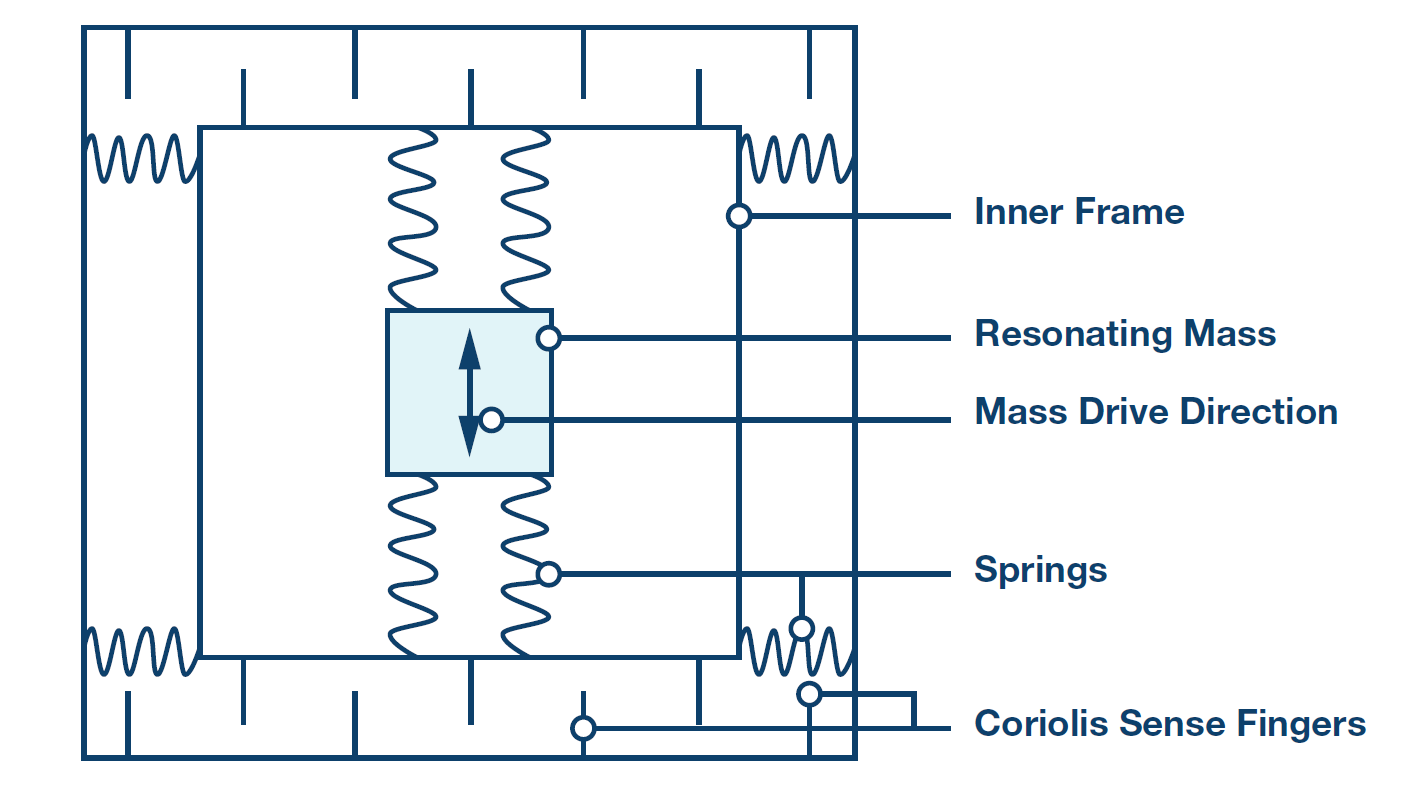 Inner Frame
Resonating Mass
Mass Drive Direction
Springs
Coriolis Sense Fingers